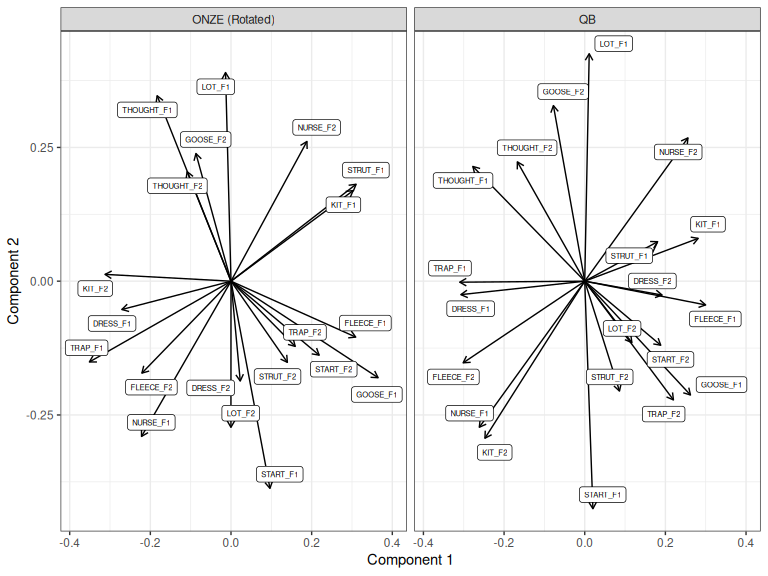 ONZE (Rotated)
QB
LOT_F1
THOUGHT_F1
GOOSE_F2
NURSE_F2
THOUGHT_F2
STRUT_F1
KIT_F1
KIT_F2
DRESS_F1
TRAP_F1
FLEECE_F2
NURSE_F1
DRESS_F2
LOT_F2
START_F1
STRUT_F2
TRAP_F2
START_F2
FLEECE_F1
GOOSE_F1
LOT_F1
GOOSE_F2
THOUGHT_F2
THOUGHT_F1
NURSE_F2
KIT_F1
STRUT_F1
TRAP_F1
DRESS_F2
DRESS_F1
FLEECE_F1
LOT_F2
START_F2
FLEECE_F2
STRUT_F2
GOOSE_F1
NURSE_F1
TRAP_F2
KIT_F2
START_F1
0.25
0.00
-0.25
Component 2
-0.4 -0.2 0.0 0.2 0.4
-0.4 -0.2 0.0 0.2 0.4
Component 1